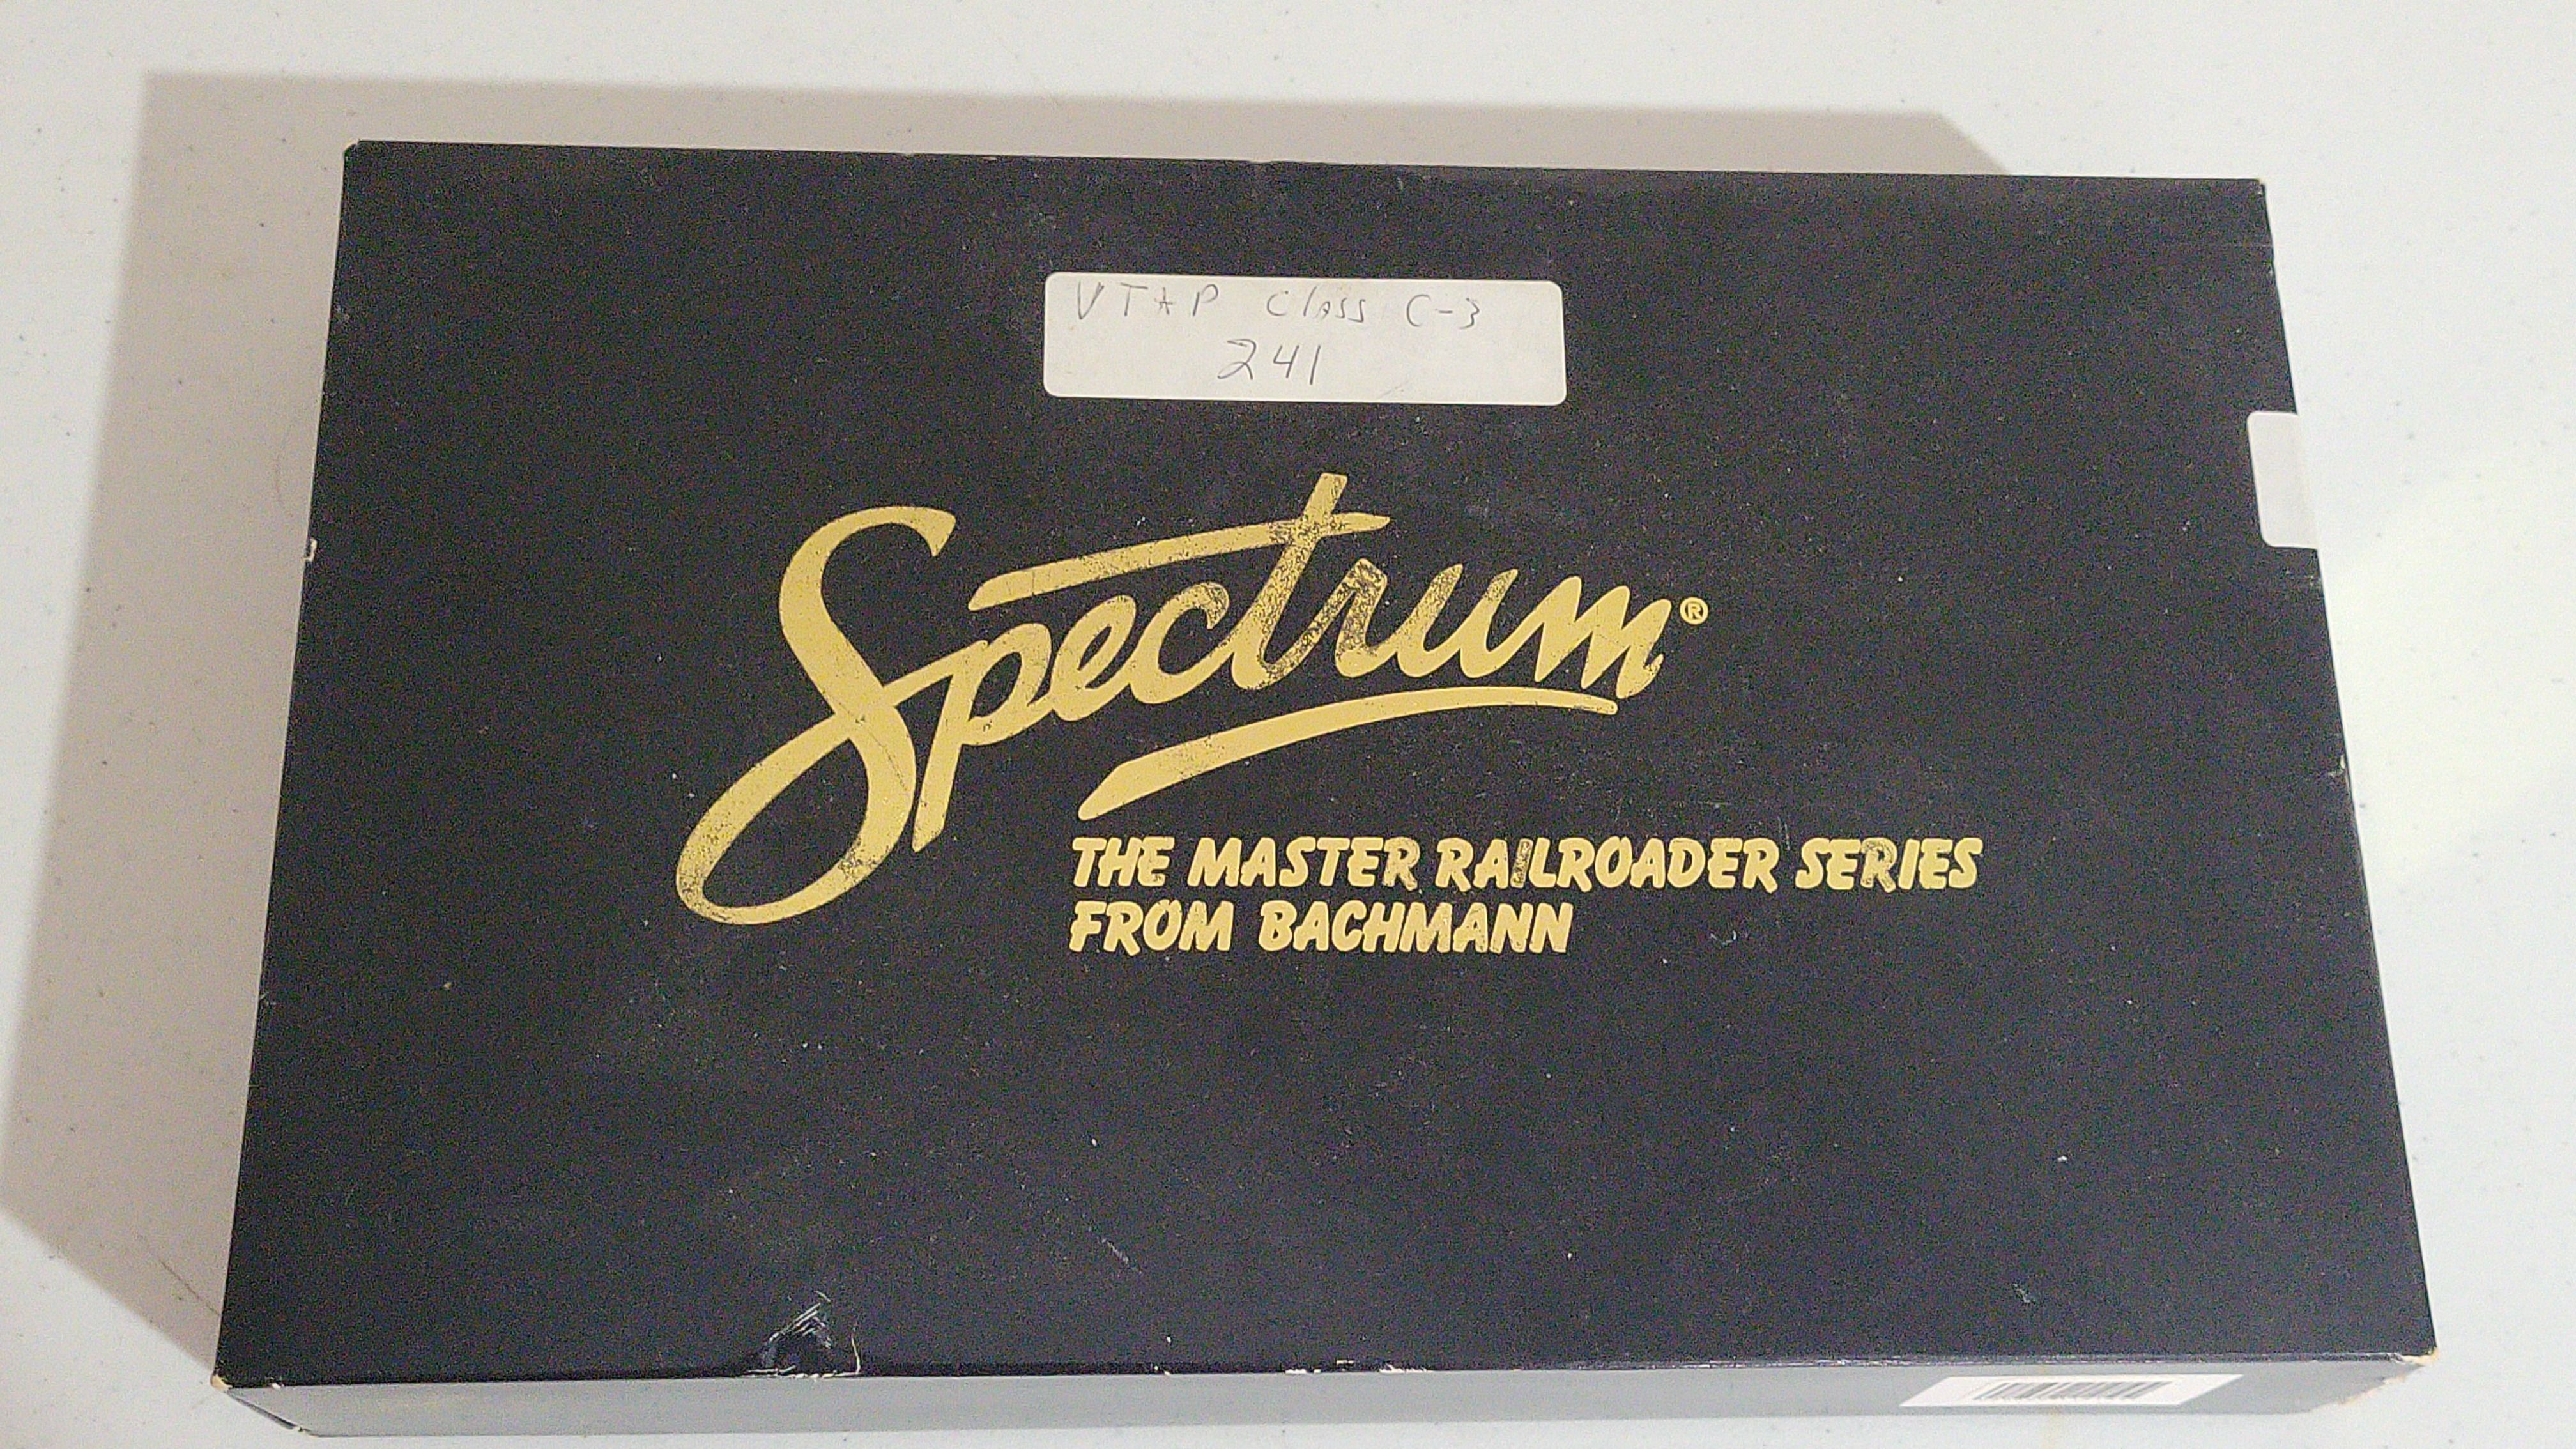 VT&P Class C-3
241
Spectrum®
THE MASTER RAILROADER SERIES
FROM BACHMANN